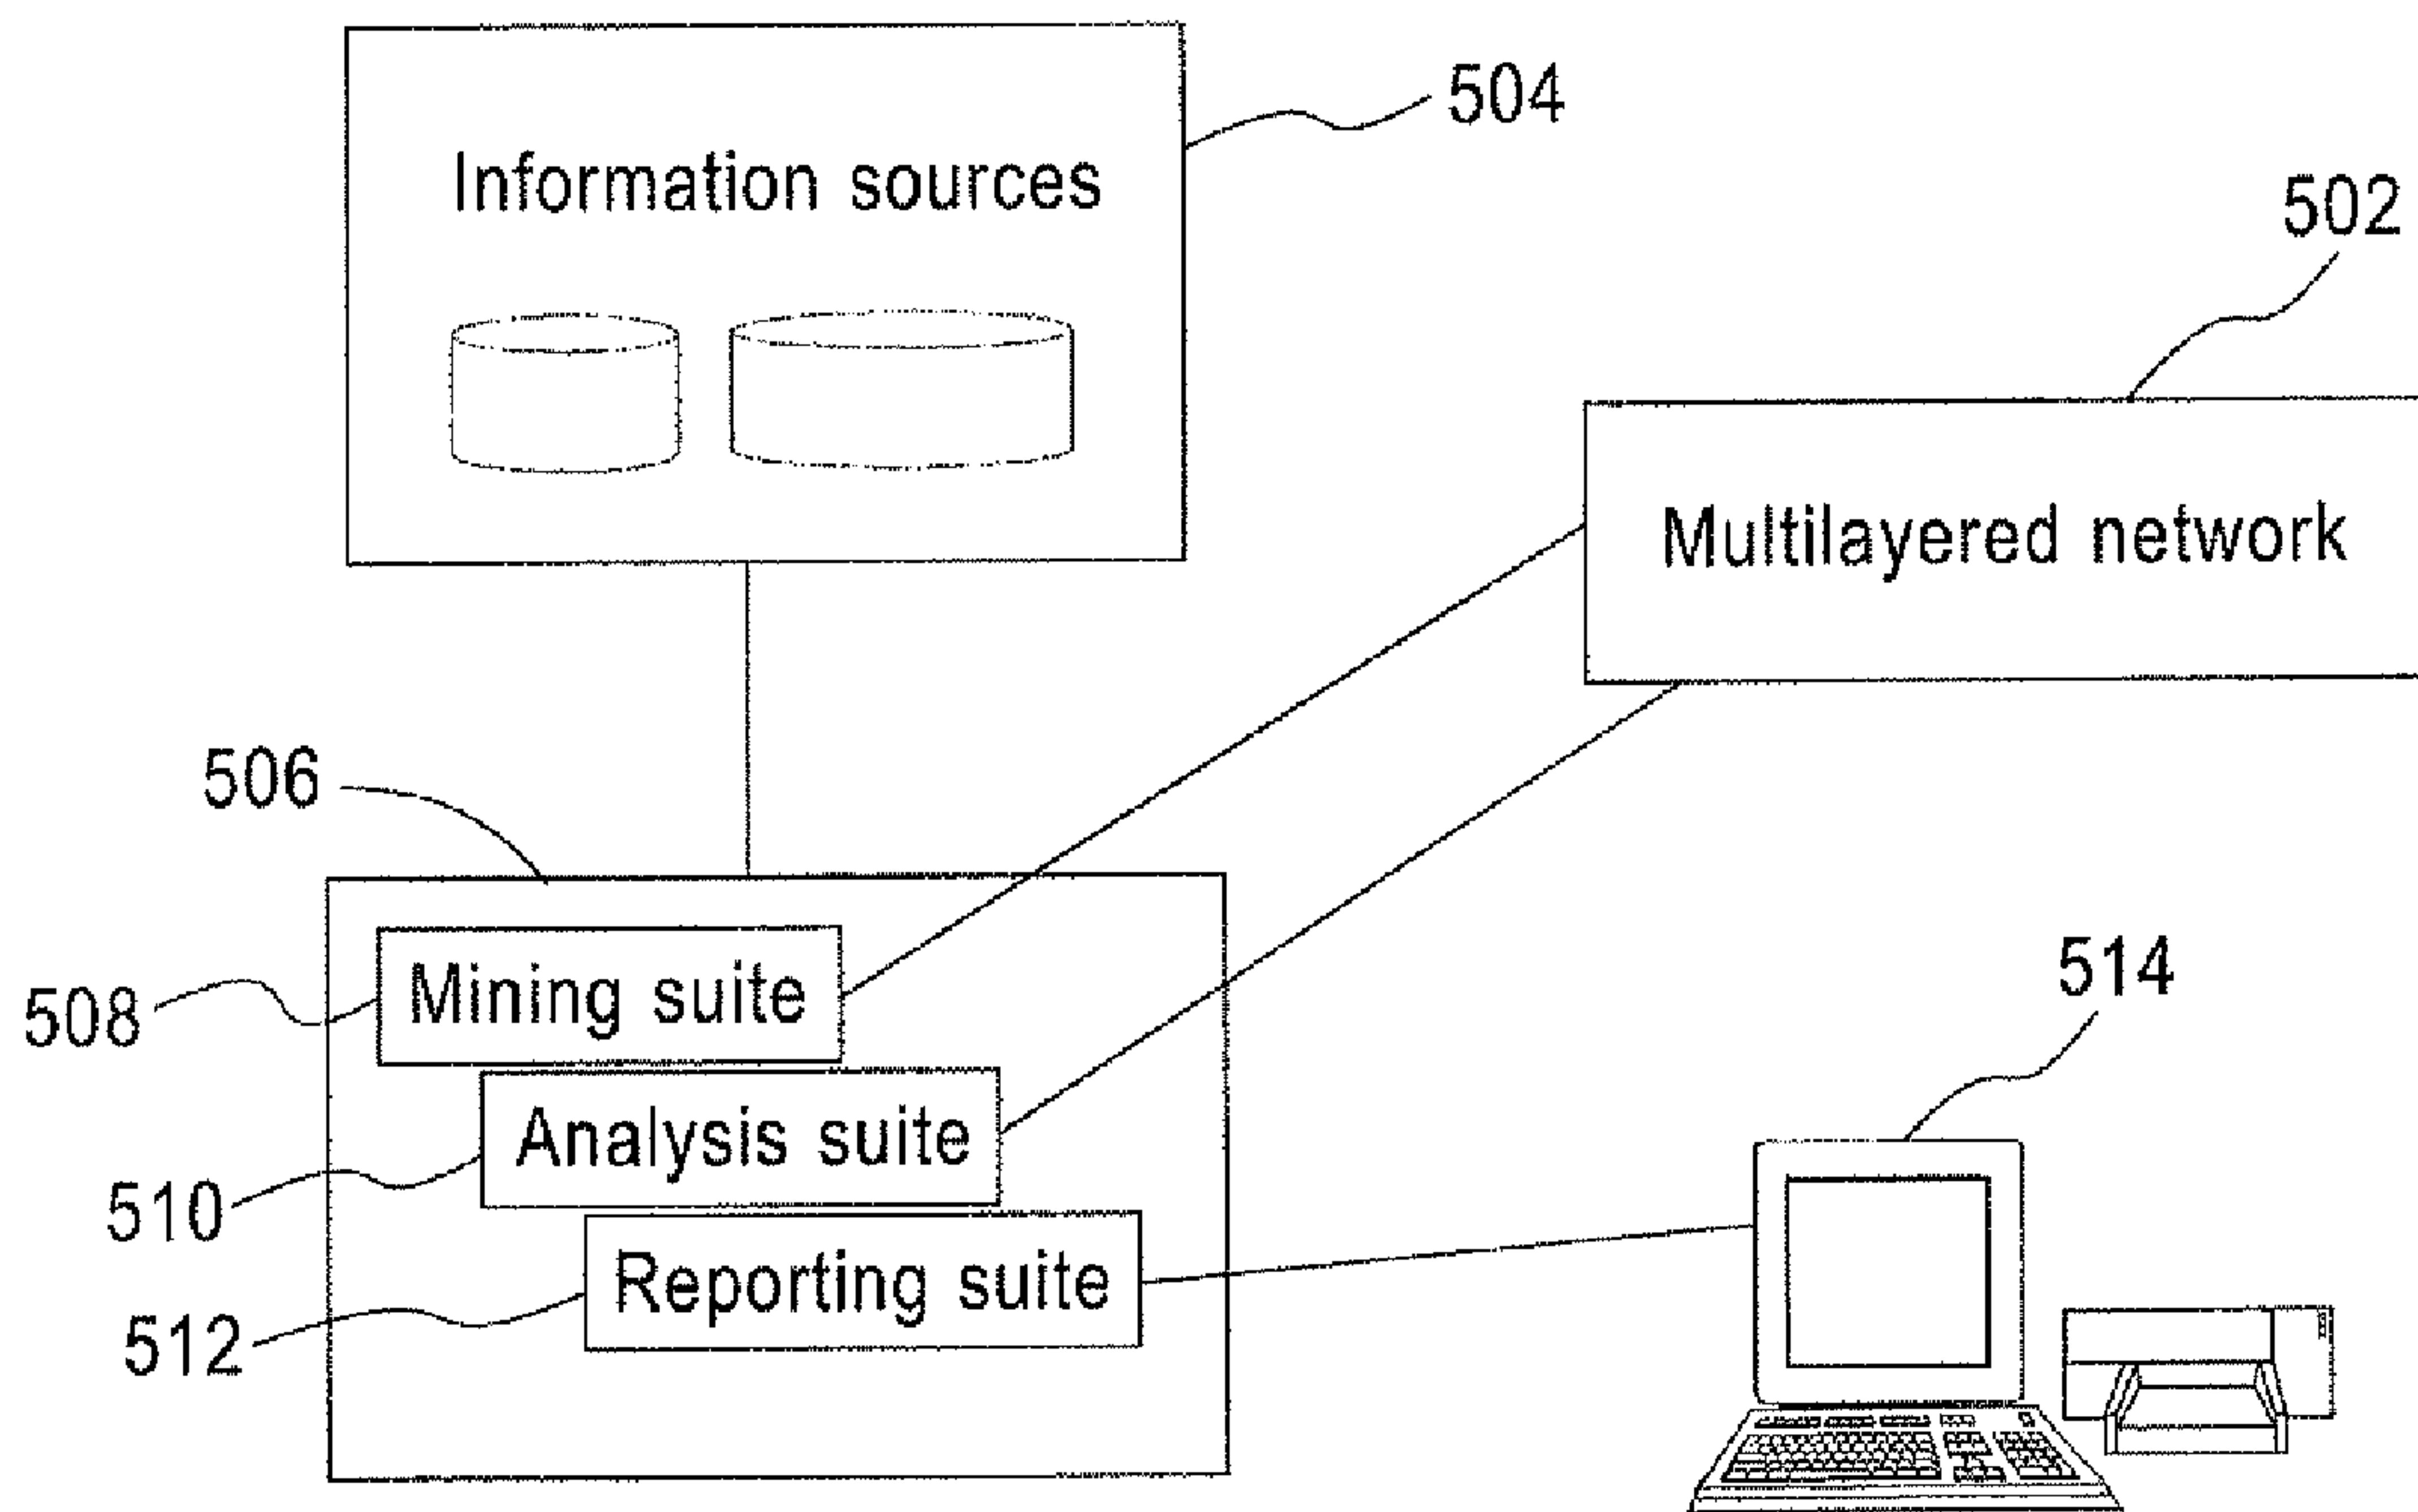 504
Information sources
502
Multilayered network
506
508
Mining suite
514
510
Analysis suite
512
Reporting suite